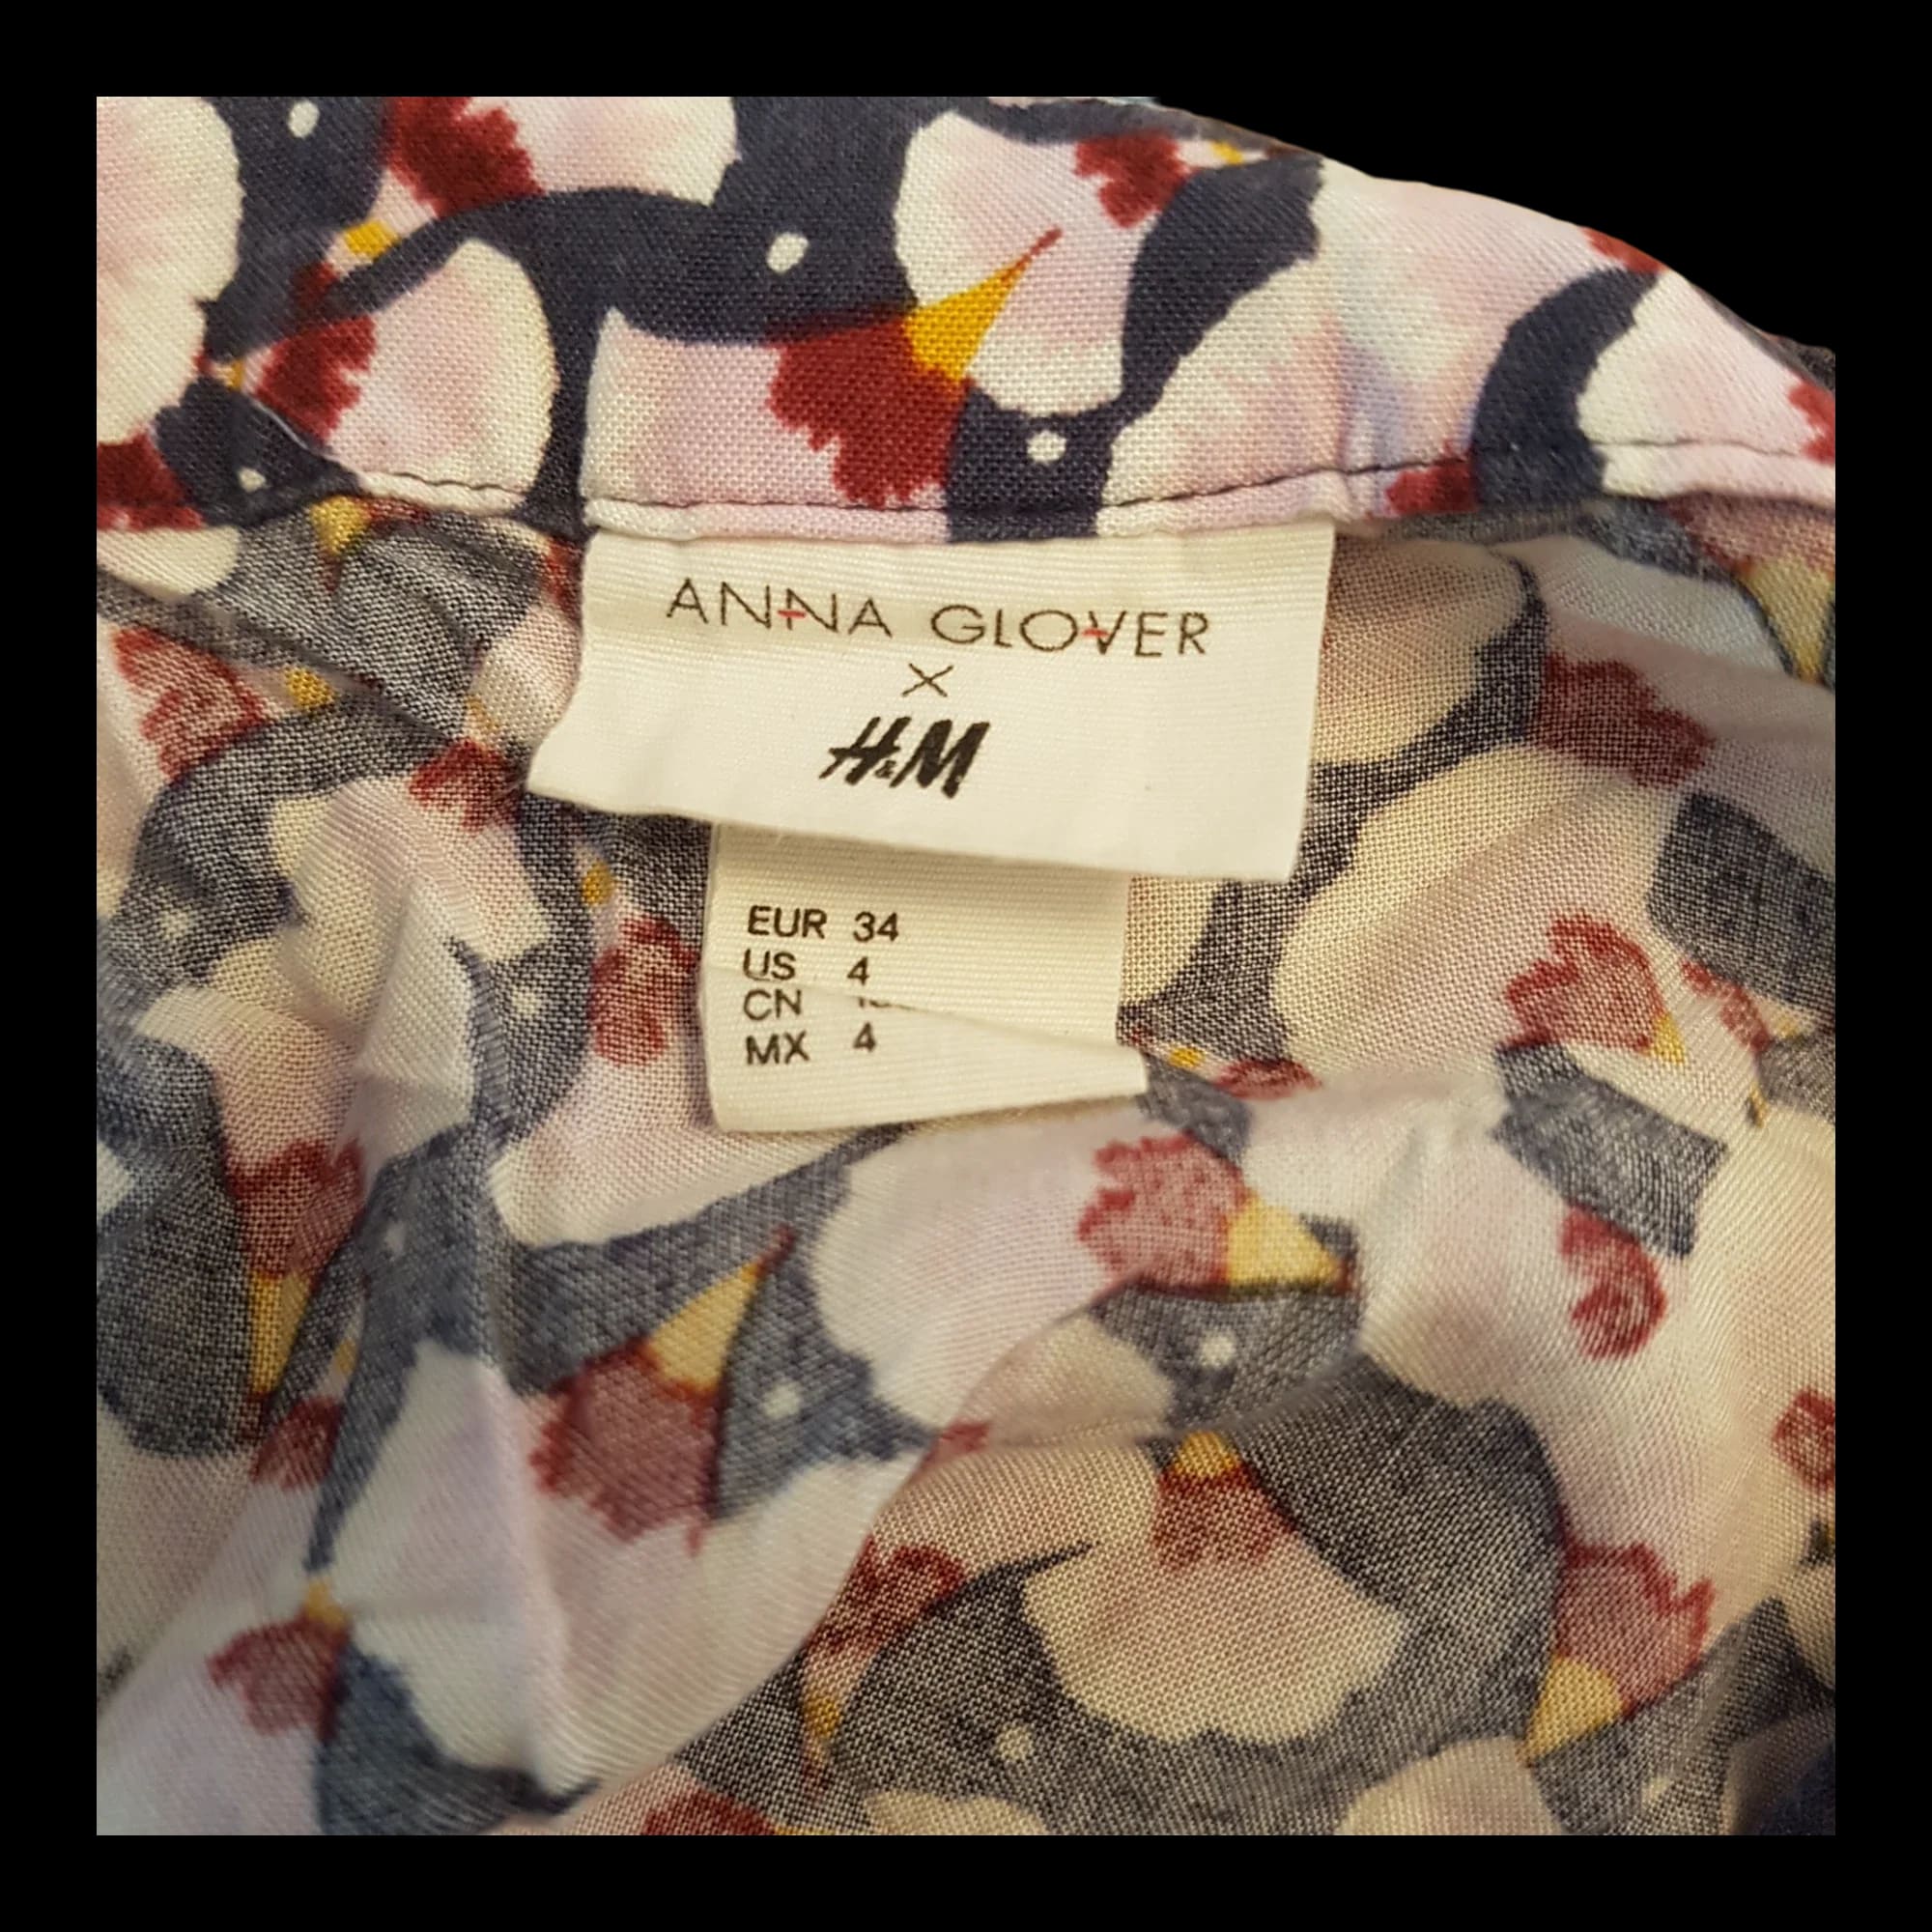 ANNA GLOVER
X
H&M
EUR 34
US 4
CN
MX 4